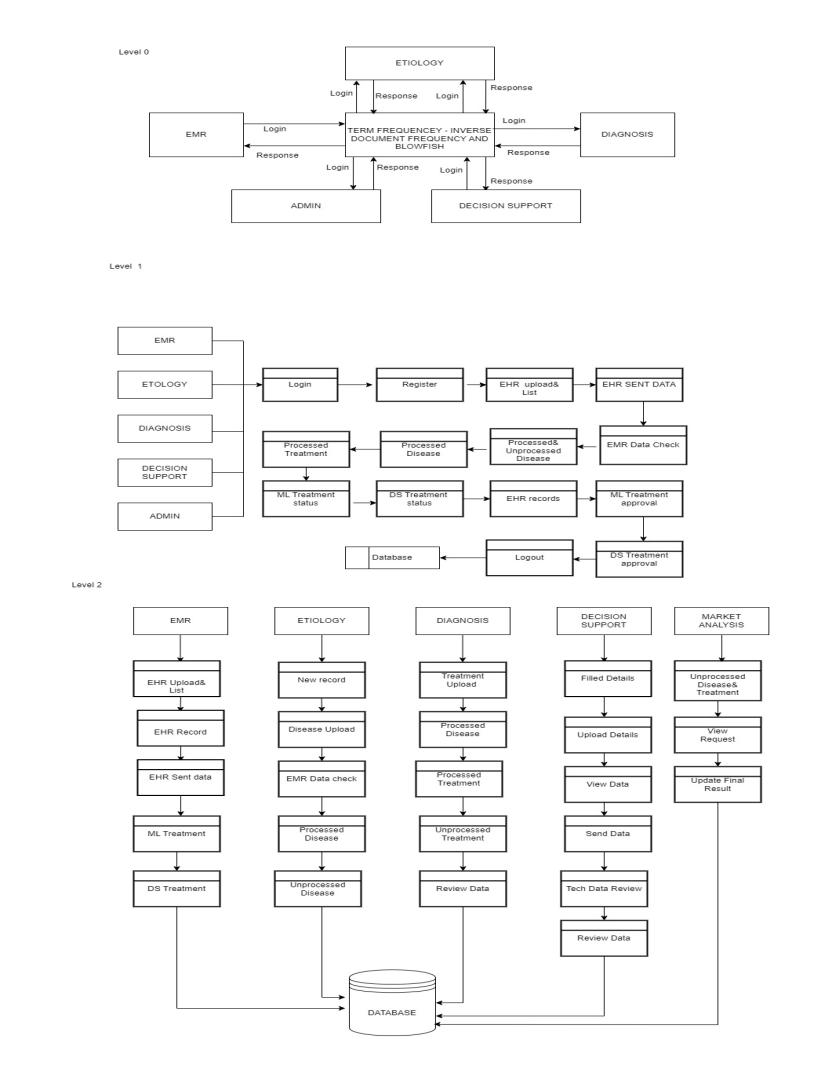 Level 0
ETIOLOGY
Login
Response
Login
Response
EMR
Login
Response
TERM FREQUENCEY - INVERSE
DOCUMENT FREQUENCY AND
BLOWFISH
Login
Response
DIAGNOSIS
Login
Response
Login
Response
ADMIN
DECISION SUPPORT
Level 1
EMR
ETOLOGY
DIAGNOSIS
DECISION
SUPPORT
ADMIN
Login
Register
EHR upload&
List
EHR SENT DATA
Processed
Treatment
Processed
Disease
Processed&
Unprocessed
Disease
EMR Data Check
ML Treatment
status
DS Treatment
status
EHR records
ML Treatment
approval
Database
Logout
DS Treatment
approval
Level 2
EMR
EHR Upload&
List
EHR Record
EHR Sent data
ML Treatment
DS Treatment
ETIOLOGY
New record
Disease Upload
EMR Data check
Processed
Disease
Unprocessed
Disease
DIAGNOSIS
Treatment
Upload
Processed
Disease
Processed
Treatment
Unprocessed
Treatment
Review Data
DECISION
SUPPORT
Filled Details
Upload Details
View Data
Send Data
Tech Data Review
Review Data
MARKET
ANALYSIS
Unprocessed
Disease&
Treatment
View
Request
Update Final
Result
DATABASE